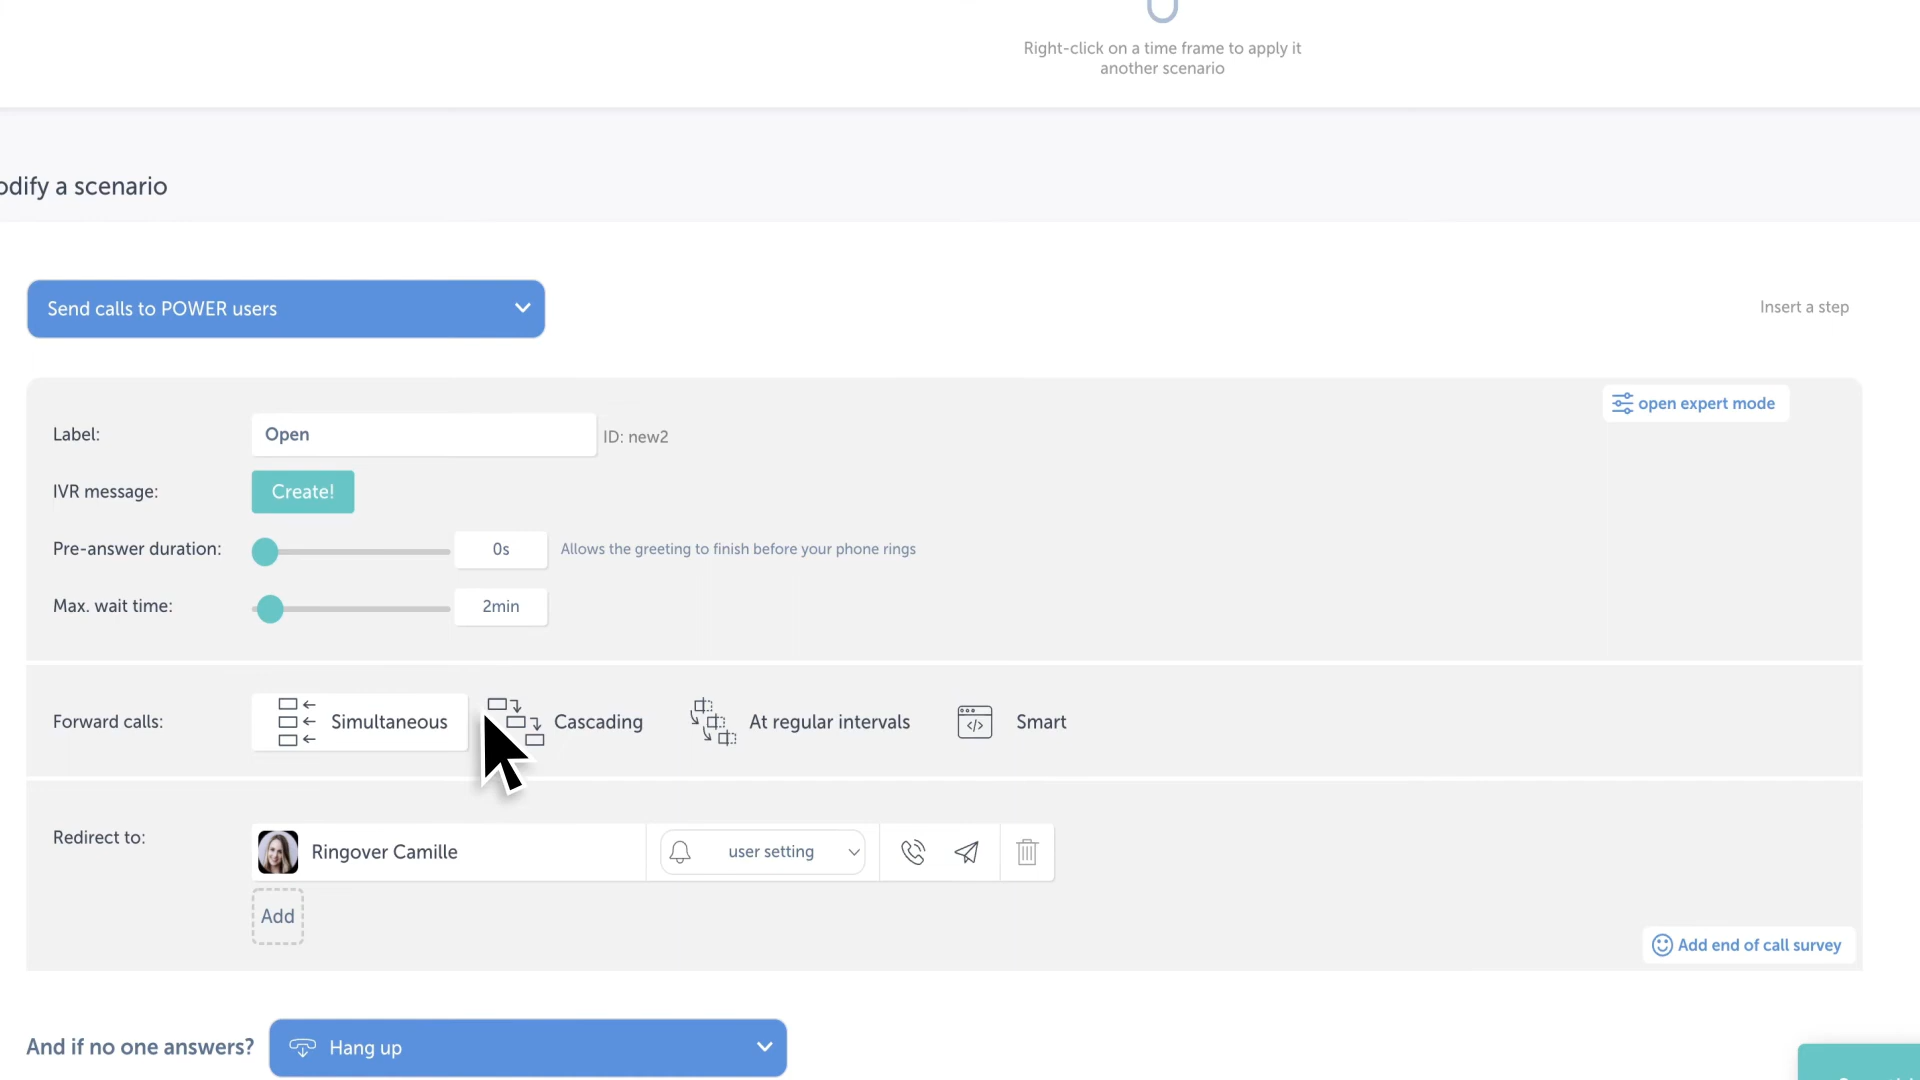 Right-click on a time frame to apply it
another scenario
odify a scenario
Send calls to POWER users
Insert a step
open expert mode
Label:
Open
ID: new2
IVR message:
Create!
Pre-answer duration:
0s
Allows the greeting to finish before your phone rings
Max. wait time:
2min
Forward calls:
Simultaneous
Cascading
At regular intervals
Smart
Redirect to:
Ringover Camille
user setting
Add
Add end of call survey
And if no one answers?
Hang up